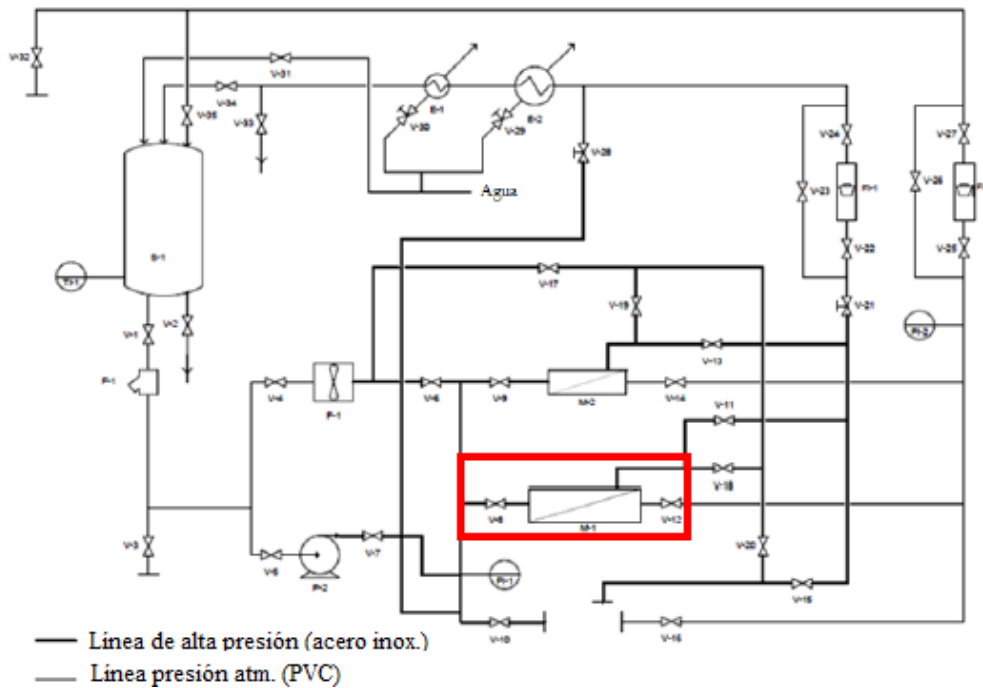 V-32
V-31
V-34
V-35
V-33
E-1
V-30
E-2
V-29
V-28
V-24
V-27
V-23
FI-1
V-26
V-22
V-25
Agua
S-1
TI-1
V-17
V-19
V-21
PI-2
V-1
V-2
V-13
F-1
V-4
P-1
V-6
V-9
M-2
V-14
V-11
V-18
V-8
M-1
V-12
V-3
V-5
P-2
V-7
PI-1
V-20
V-15
V-10
V-16
Línea de alta presión (acero inox.)
Línea presión atm. (PVC)